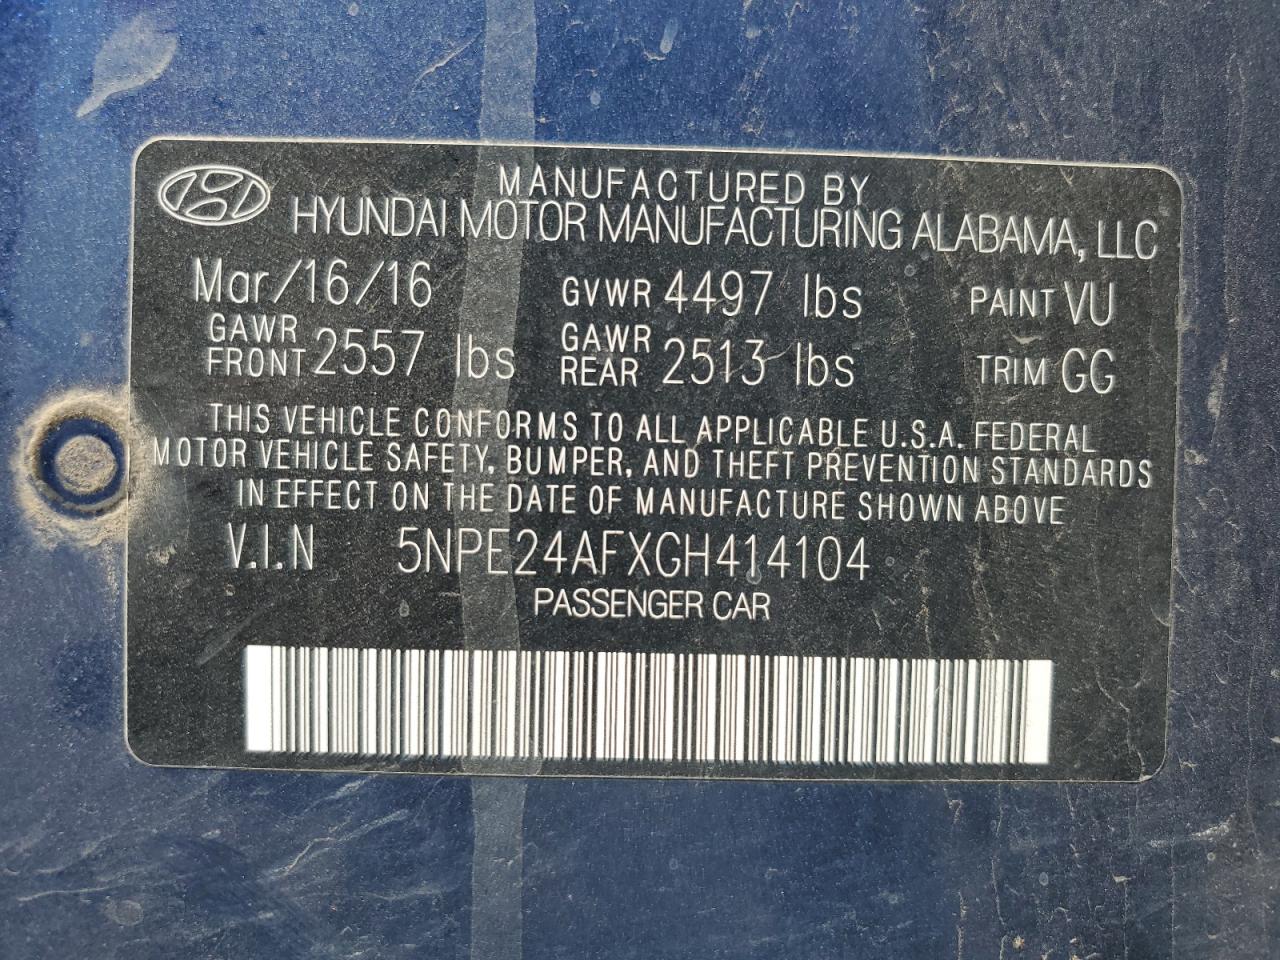 MANUFACTURED BY
HYUNDAI MOTOR MANUFACTURING ALABAMA, LLC
Mar/16/16 GVWR 4497 lbs PAINT VU
GAWR FRONT 2557 lbs GAWR REAR 2513 lbs TRIM GG
THIS VEHICLE CONFORMS TO ALL APPLICABLE U.S.A. FEDERAL
MOTOR VEHICLE SAFETY, BUMPER, AND THEFT PREVENTION STANDARDS
IN EFFECT ON THE DATE OF MANUFACTURE SHOWN ABOVE
V.I.N 5NPE24AFXGH414104
PASSENGER CAR